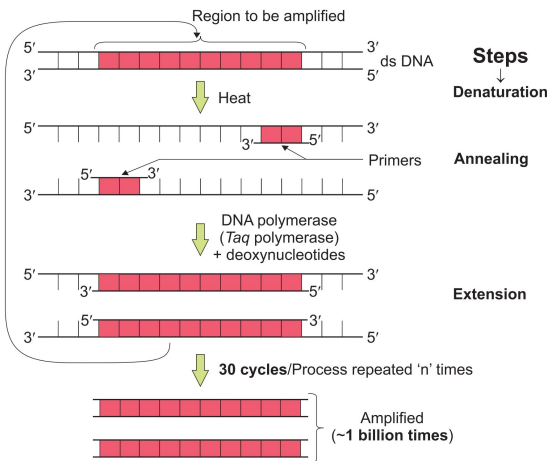 Region to be amplified
5′ 3′
3′ 5′
ds DNA
Steps
↓
Denaturation
Heat
5′ 3′
3′ 5′
Primers
Annealing
5′ 3′
3′ 5′
DNA polymerase
(Taq polymerase)
+ deoxynucleotides
5′ 3′
3′ 5′
Extension
5′ 3′
3′ 5′
30 cycles/Process repeated ‘n’ times
Amplified
(~1 billion times)